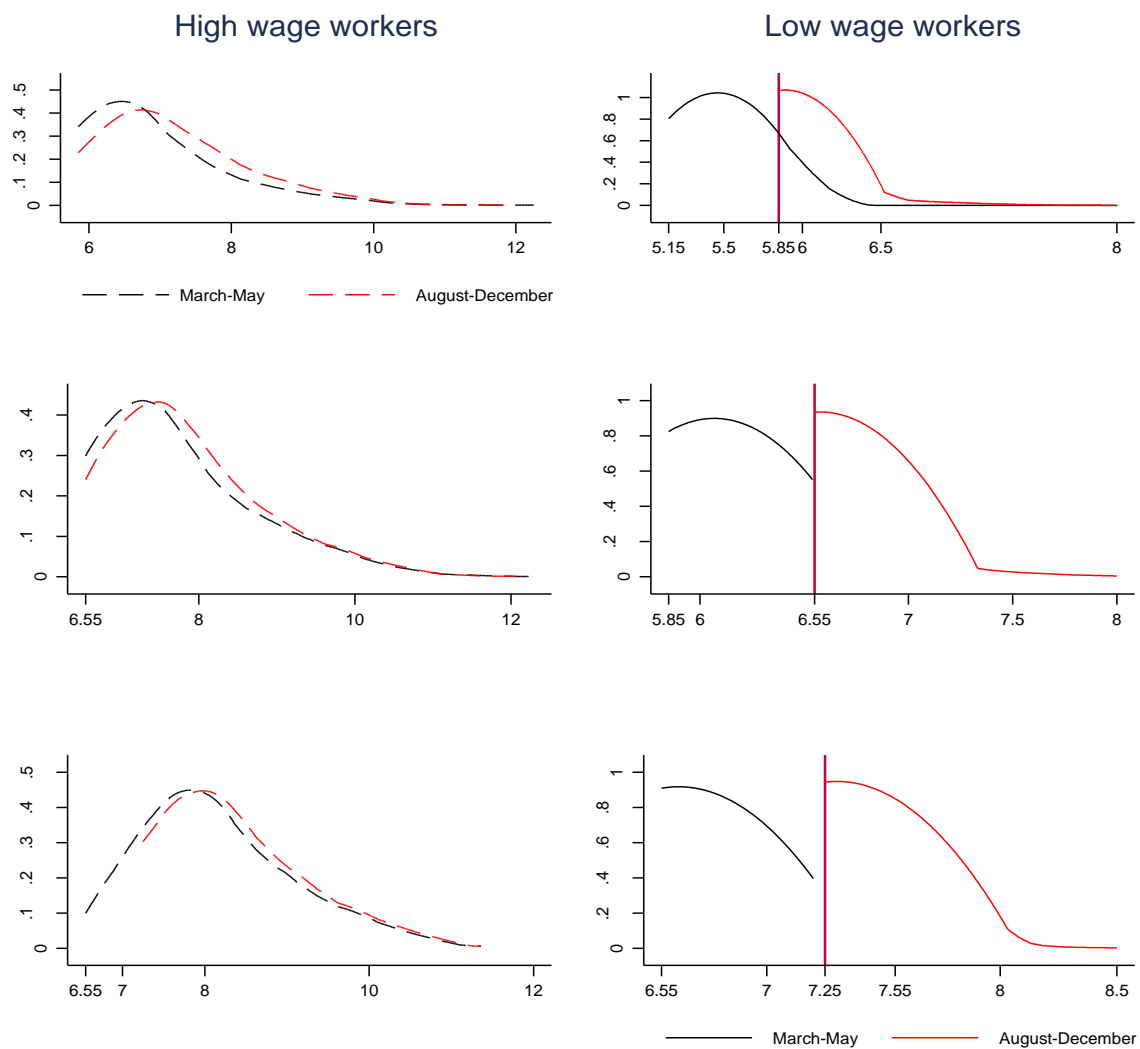 High wage workers
Low wage workers
0 .1 .2 .3 .4 .5
6 8 10 12
0 .2 .4 .6 .8 1
5.15 5.5 5.85 6 6.5 8
March-May August-December
0 .1 .2 .3 .4
6.55 8 10 12
0 .2 .4 .6 .8 1
5.85 6 6.55 7 7.5 8
0 .1 .2 .3 .4 .5
6.55 7 8 10 12
0 .2 .4 .6 .8 1
6.55 7 7.25 7.55 8 8.5
March-May August-December